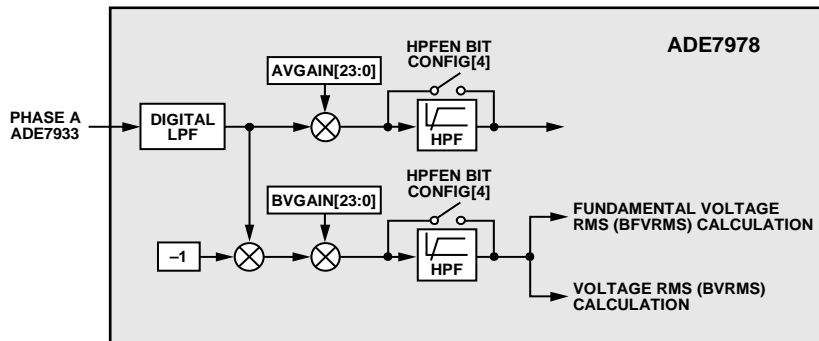 ADE7978
HPFEN BIT
CONFIG[4]
AVGAIN[23:0]
PHASE A
ADE7933
DIGITAL
LPF
HPF
HPFEN BIT
CONFIG[4]
BVGAIN[23:0]
FUNDAMENTAL VOLTAGE
RMS (BFVRMS) CALCULATION
–1
HPF
VOLTAGE RMS (BVRMS)
CALCULATION